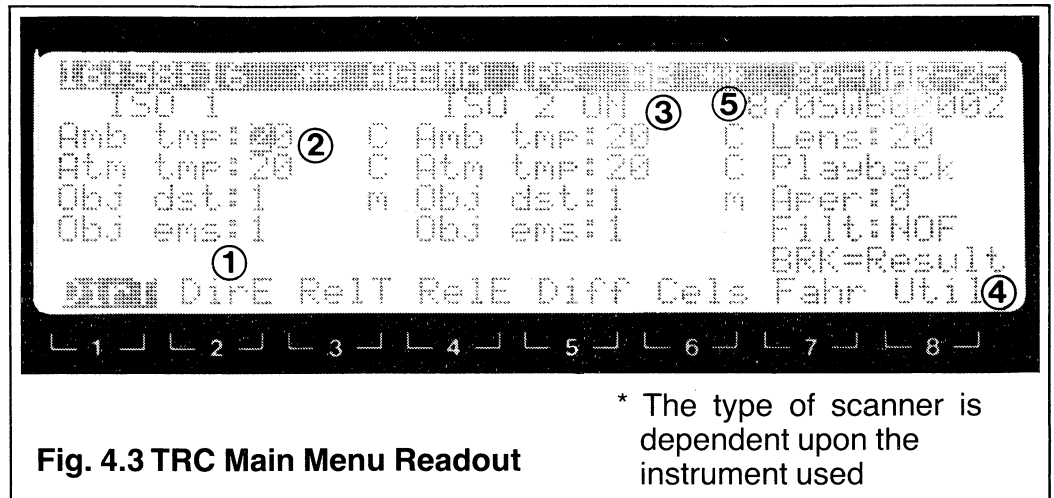 ISO 1 ISO 2 ON ③ ⑤ 870SWB00002
Amb tmp: ② C Amb tmp:20 C Lens:20
Atm tmp:20 C Atm tmp:20 C Playback
Obj dst:1 m Obj dst:1 m Aper:0
Obj ems:1 Obj ems:1 Filt:NOF
① BRK=Result
DirE RelT RelE Diff Cels Fahr Util ④
1 2 3 4 5 6 7 8
* The type of scanner is
dependent upon the
Fig. 4.3 TRC Main Menu Readout
instrument used